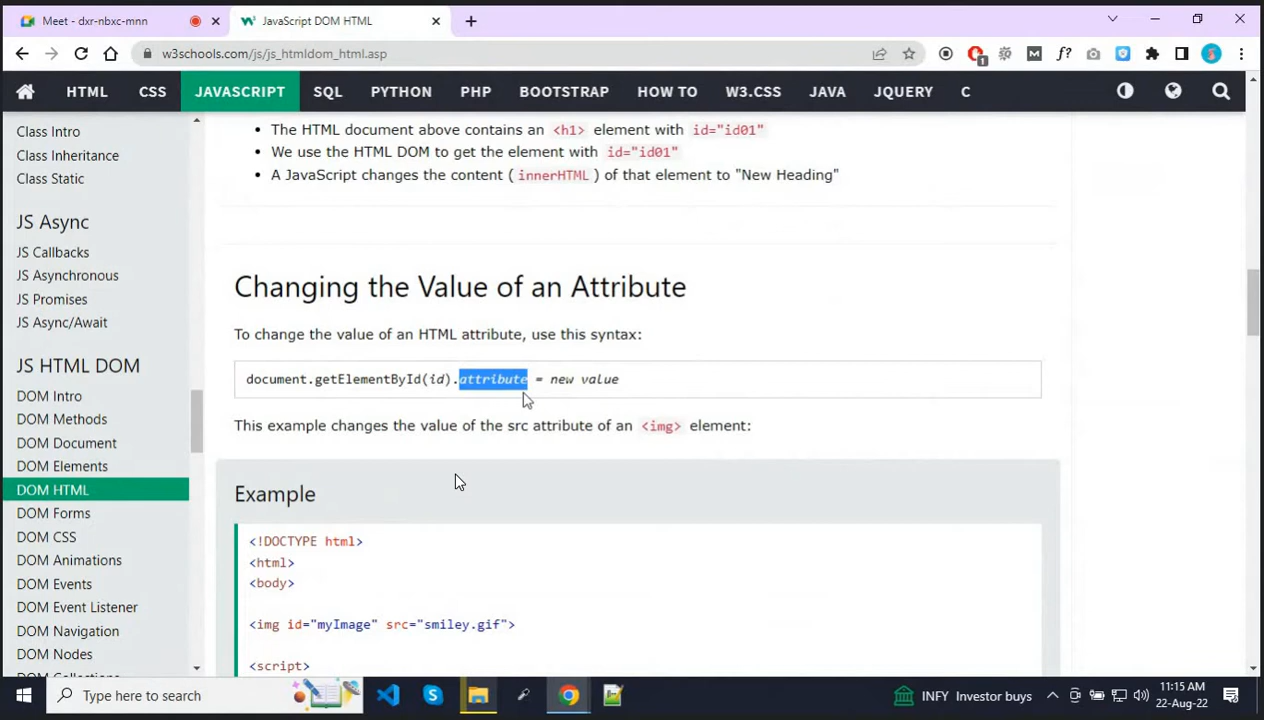 Meet - dxr-nbxc-mnn
JavaScript DOM HTML
w3schools.com/js/js_htmldom_html.asp
1
M
f?
HTML CSS JAVASCRIPT SQL PYTHON PHP BOOTSTRAP HOW TO W3.CSS JAVA JQUERY C
Class Intro
Class Inheritance
Class Static
JS Async
JS Callbacks
JS Asynchronous
JS Promises
JS Async/Await
JS HTML DOM
DOM Intro
DOM Methods
DOM Document
DOM Elements
DOM HTML
DOM Forms
DOM CSS
DOM Animations
DOM Events
DOM Event Listener
DOM Navigation
DOM Nodes
• The HTML document above contains an <h1> element with id="id01"
• We use the HTML DOM to get the element with id="id01"
• A JavaScript changes the content ( innerHTML ) of that element to "New Heading"
Changing the Value of an Attribute
To change the value of an HTML attribute, use this syntax:
document.getElementById(id).attribute = new value
This example changes the value of the src attribute of an <img> element:
Example
<!DOCTYPE html>
<html>
<body>
<img id="myImage" src="smiley.gif">
<script>
Type here to search
INFY Investor buys
11:15 AM
22-Aug-22